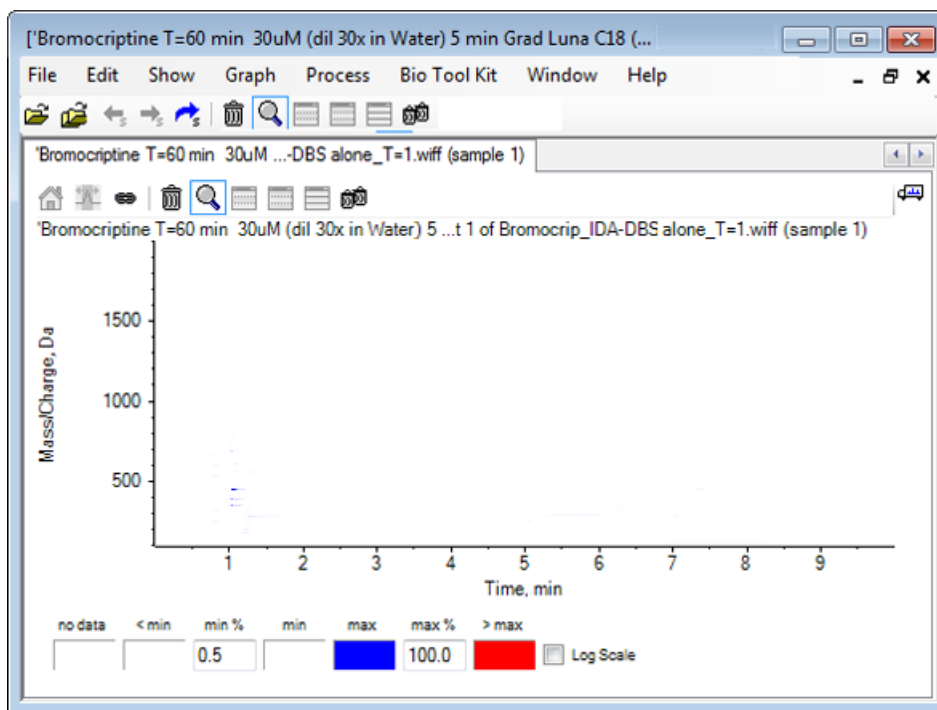 ['Bromocriptine T=60 min  30uM (dil 30x in Water) 5 min Grad Luna C18 (...
File Edit Show Graph Process Bio Tool Kit Window Help
'Bromocriptine T=60 min  30uM ...-DBS alone_T=1.wiff (sample 1)
'Bromocriptine T=60 min  30uM (dil 30x in Water) 5 ...t 1 of Bromocrip_IDA-DBS alone_T=1.wiff (sample 1)
Mass/Charge, Da
1500
1000
500
1 2 3 4 5 6 7 8 9
Time, min
no data < min min % min max max % > max
0.5 100.0 Log Scale